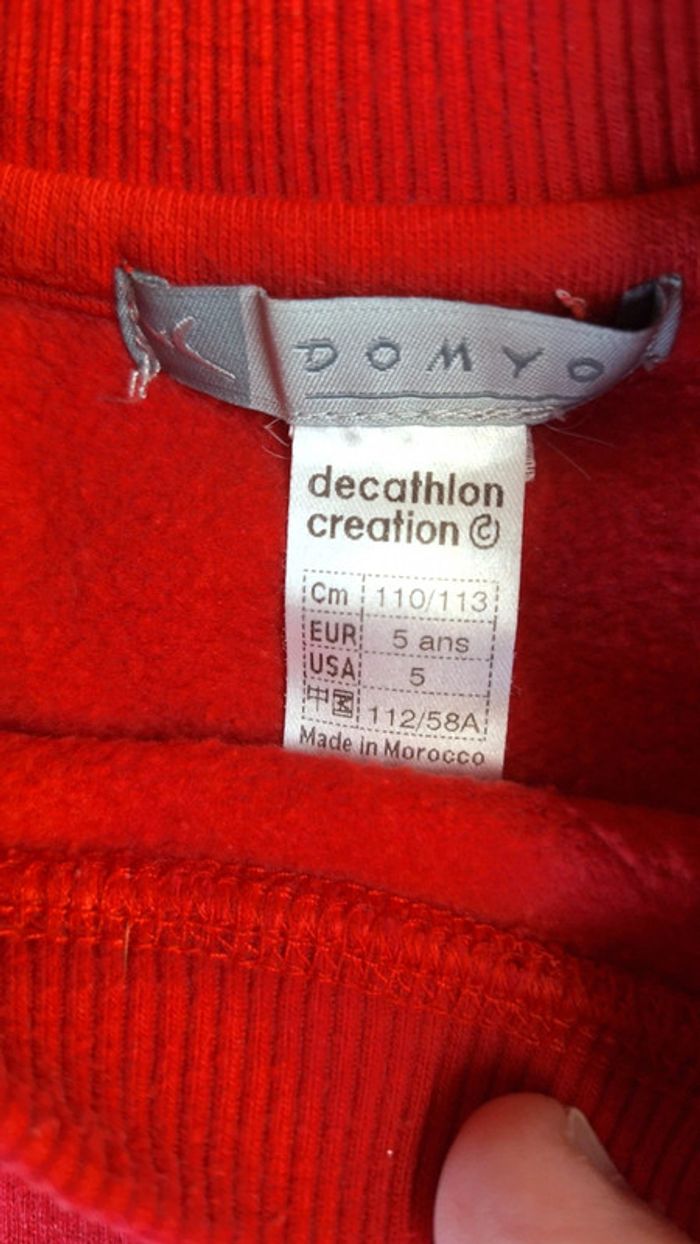 DOMYO
decathlon
creation ©
Cm 110/113
EUR 5 ans
USA 5
中国 112/58A
Made in Morocco